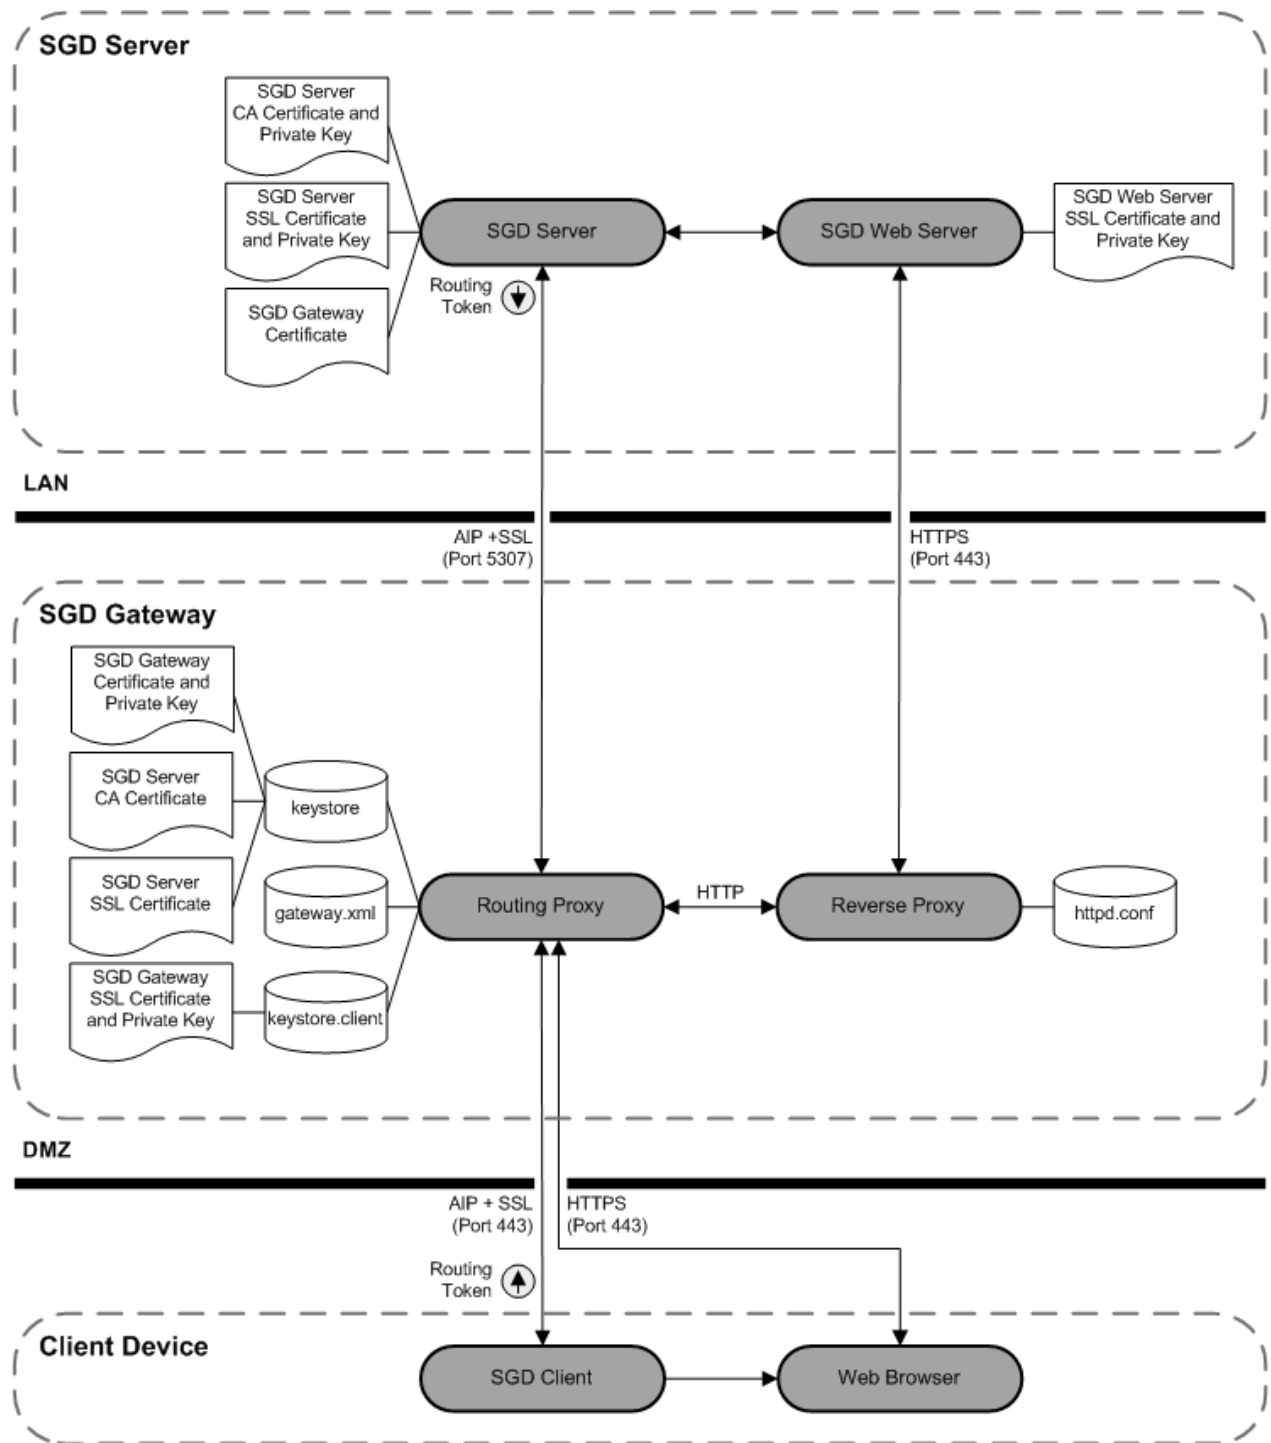 SGD Server
SGD Server
CA Certificate and
Private Key
SGD Server
SSL Certificate
and Private Key
SGD Gateway
Certificate
SGD Server
SGD Web Server
SGD Web Server
SSL Certificate and
Private Key
Routing
Token
LAN
AIP +SSL
(Port 5307)
HTTPS
(Port 443)
SGD Gateway
SGD Gateway
Certificate and
Private Key
SGD Server
CA Certificate
SGD Server
SSL Certificate
SGD Gateway
SSL Certificate
and Private Key
keystore
gateway.xml
keystore.client
Routing Proxy
HTTP
Reverse Proxy
httpd.conf
DMZ
AIP + SSL
(Port 443)
HTTPS
(Port 443)
Routing
Token
Client Device
SGD Client
Web Browser